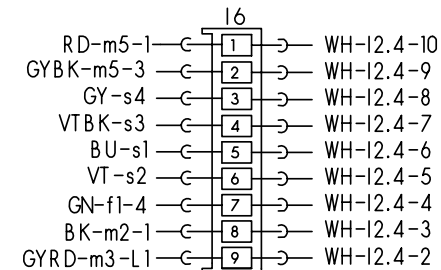 I6
RD-m5-1 1 WH-I2.4-10
GYBK-m5-3 2 WH-I2.4-9
GY-s4 3 WH-I2.4-8
VTBK-s3 4 WH-I2.4-7
BU-s1 5 WH-I2.4-6
VT-s2 6 WH-I2.4-5
GN-f1-4 7 WH-I2.4-4
BK-m2-1 8 WH-I2.4-3
GYRD-m3-L1 9 WH-I2.4-2